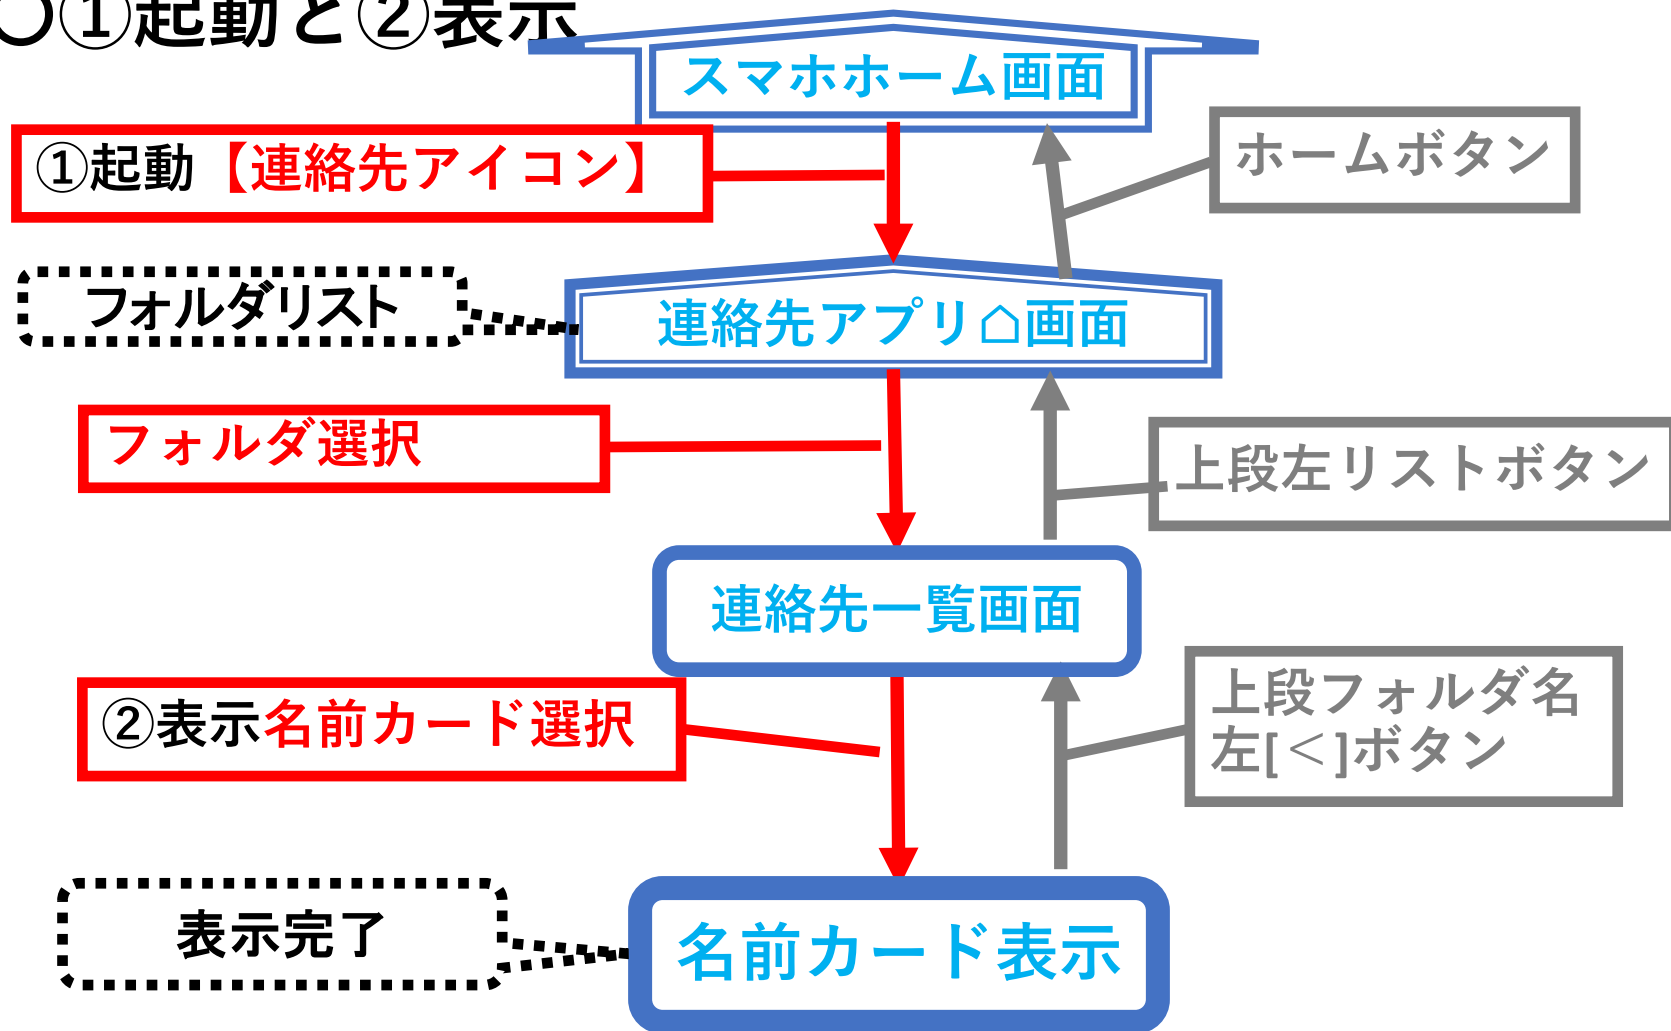 〇①起動と②表示
スマホホーム画面
①起動【連絡先アイコン】
ホームボタン
フォルダリスト
連絡先アプリ⌂画面
フォルダ選択
上段左リストボタン
連絡先一覧画面
②表示名前カード選択
上段フォルダ名
左[<]ボタン
表示完了
名前カード表示